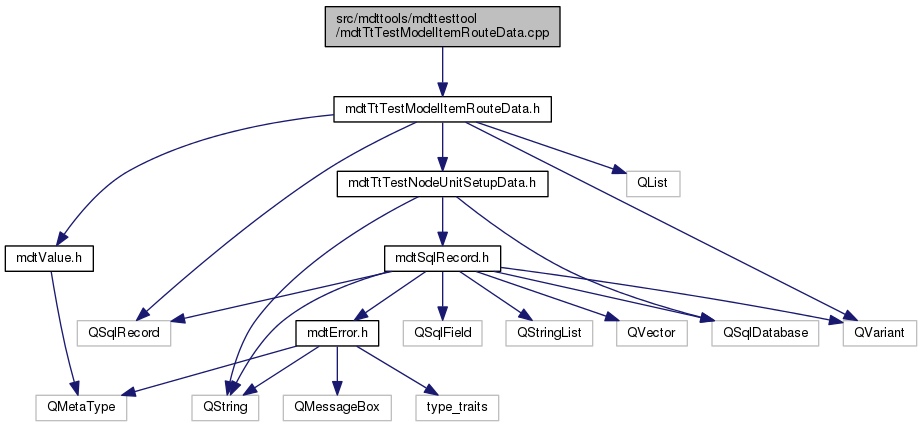 src/mdttools/mdttesttool
/mdtTtTestModelItemRouteData.cpp
mdtTtTestModelItemRouteData.h
mdtTtTestNodeUnitSetupData.h
QList
mdtValue.h
mdtSqlRecord.h
QSqlRecord
mdtError.h
QSqlField
QStringList
QVector
QSqlDatabase
QVariant
QMetaType
QString
QMessageBox
type_traits